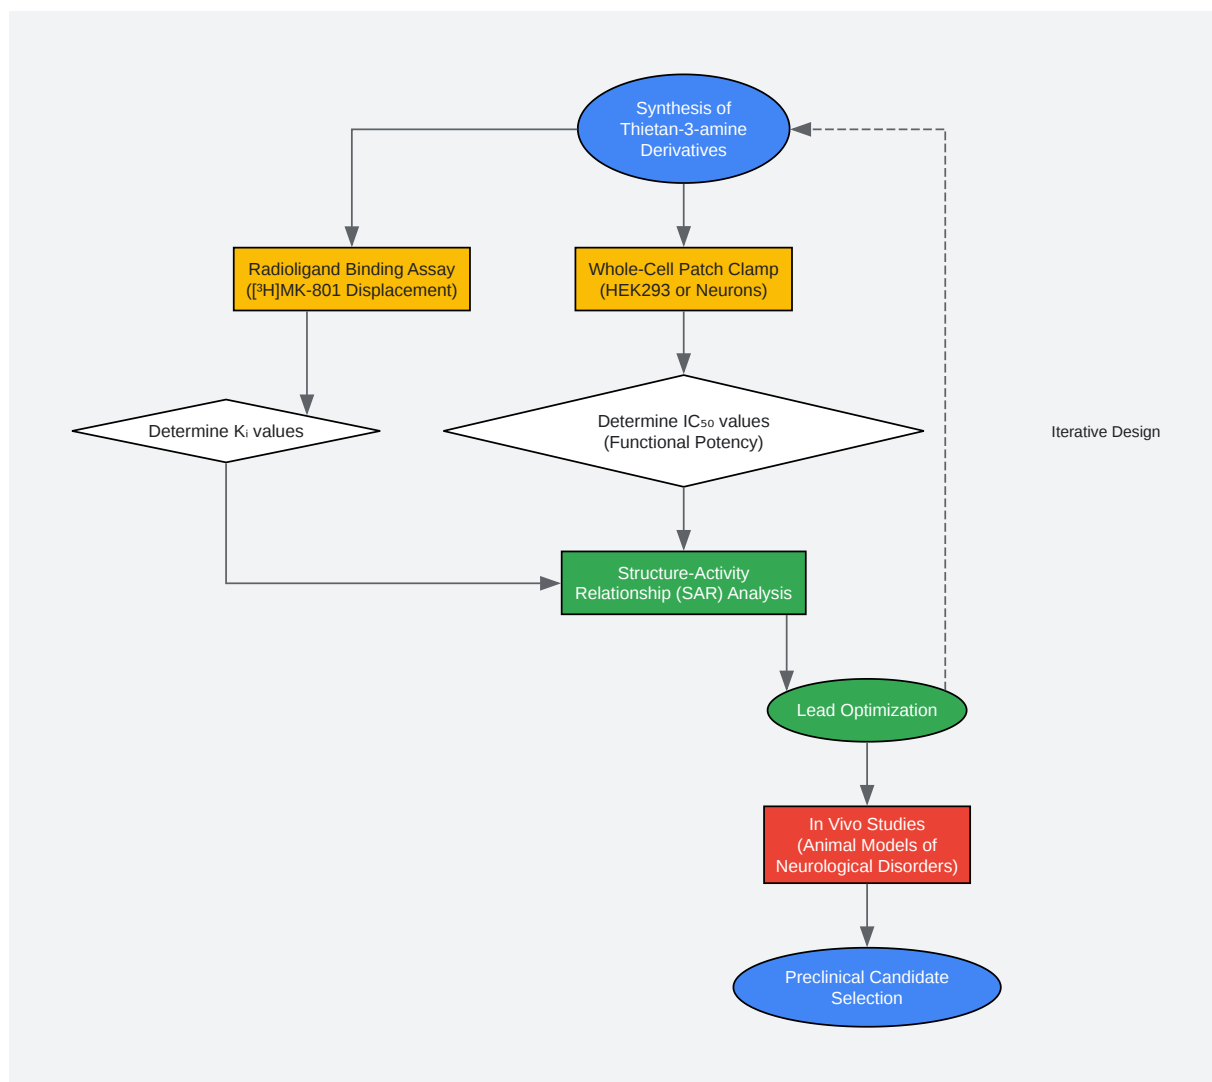 Synthesis of
Thietan-3-amine
Derivatives
Radioligand Binding Assay
([³H]MK-801 Displacement)
Whole-Cell Patch Clamp
(HEK293 or Neurons)
Determine Kᵢ values
Determine IC₅₀ values
(Functional Potency)
Iterative Design
Structure-Activity
Relationship (SAR) Analysis
Lead Optimization
In Vivo Studies
(Animal Models of
Neurological Disorders)
Preclinical Candidate
Selection